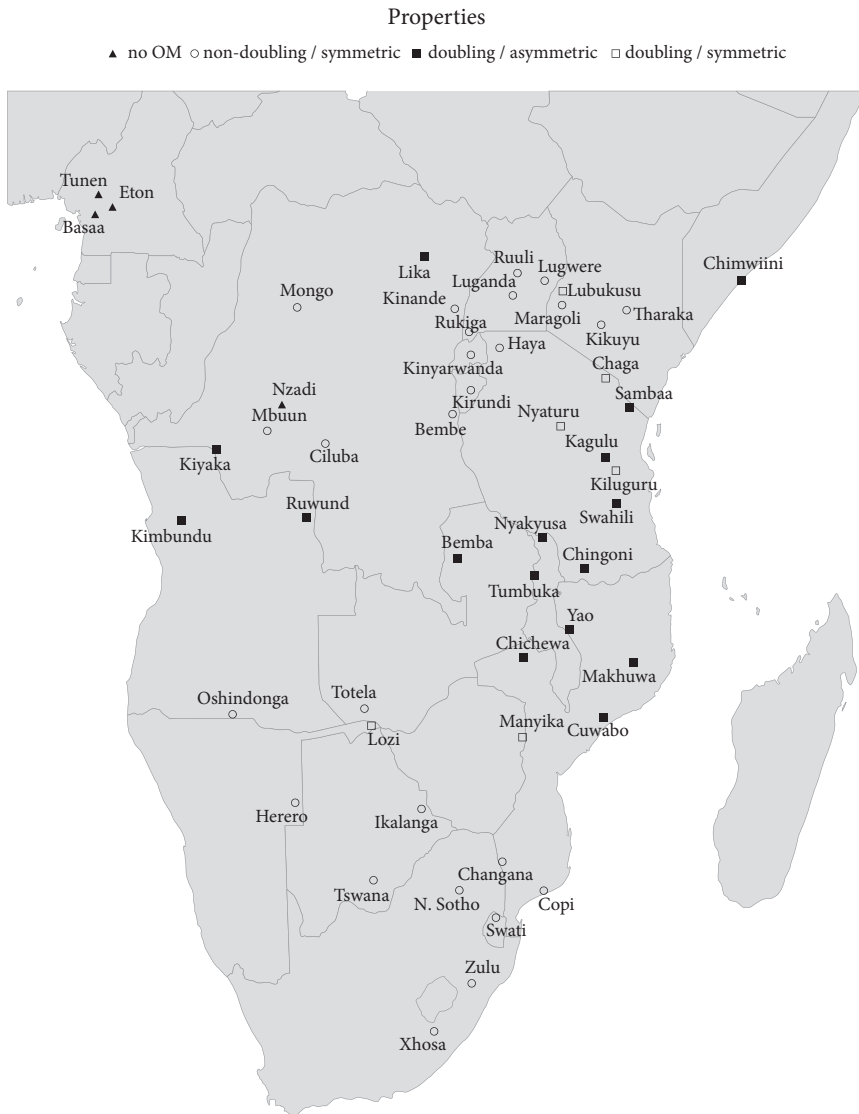 Properties
▲ no OM ○ non-doubling / symmetric ■ doubling / asymmetric □ doubling / symmetric
Tunen
Eton
Basaa
Lika
Ruuli
Lugwere
Chimwiini
Luganda
Lubukusu
Mongo
Kinande
Maragoli
Tharaka
Rukiga
Kikuyu
Haya
Kinyarwanda
Chaga
Nzadi
Sambaa
Kirundi
Nyaturu
Mbuun
Bembe
Kagulu
Kiyaka
Ciluba
Kiluguru
Ruwund
Swahili
Kimbundu
Nyakyusa
Bemba
Chingoni
Tumbuka
Yao
Chichewa
Makhuwa
Oshindonga
Totela
Manyika
Cuwabo
Lozi
Herero
Ikalanga
Changana
Tswana
N. Sotho
Copi
Swati
Zulu
Xhosa